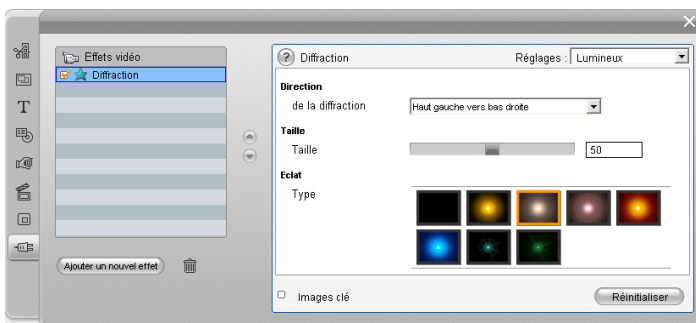 Effets vidéo
Diffraction
Ajouter un nouvel effet
? Diffraction
Réglages : Lumineux
Direction
de la diffraction Haut gauche vers bas droite
Taille
Taille 50
Eclat
Type
Images clé
Réinitialiser
T